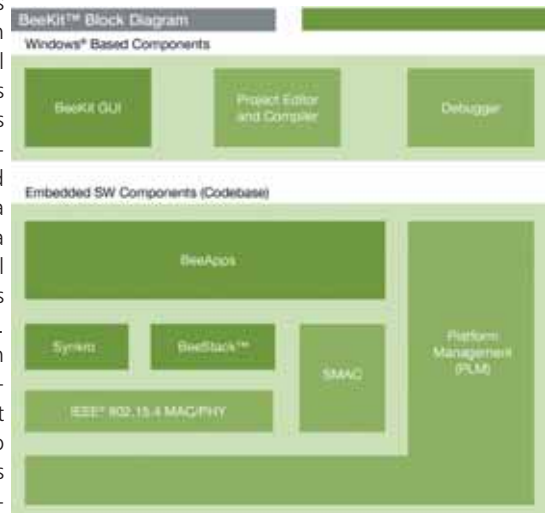 BeeKit™ Block Diagram
Windows® Based Components
BeeKit GUI
Project Editor
and Compiler
Debugger
Embedded SW Components (Codebase)
BeeApps
Synkro
BeeStack™
SMAC
Platform
Management
(PLM)
IEEE® 802.15.4 MAC/PHY